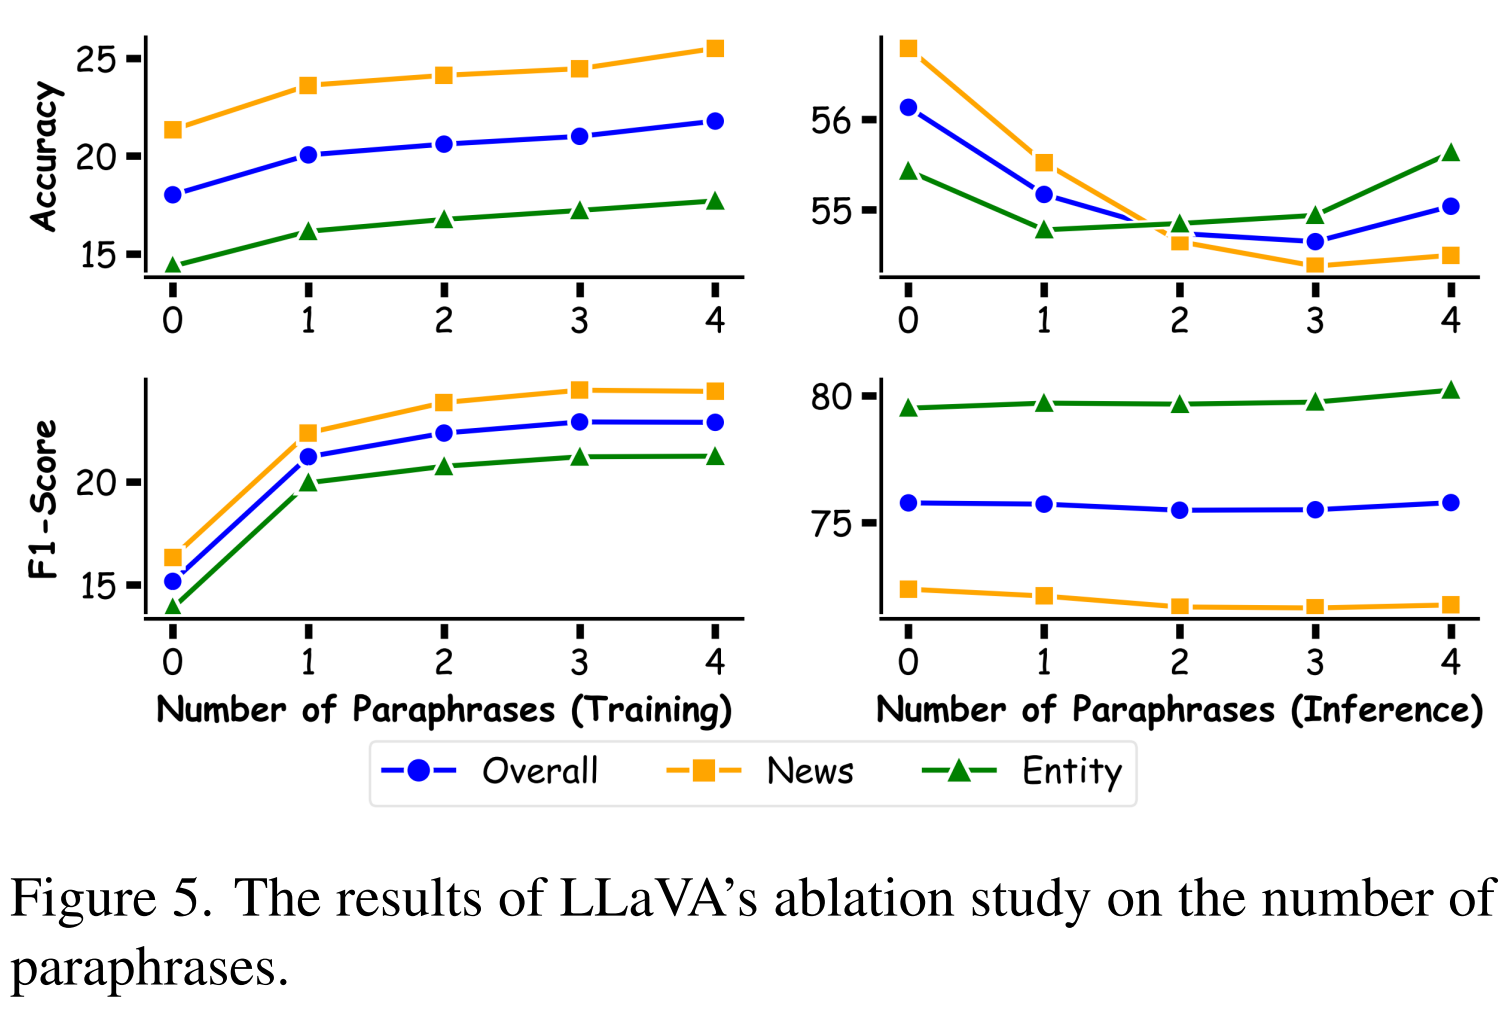 Accuracy
25
20
15
0 1 2 3 4
56
55
0 1 2 3 4
F1-Score
20
15
0 1 2 3 4
Number of Paraphrases (Training)
80
75
0 1 2 3 4
Number of Paraphrases (Inference)
Overall News Entity
Figure 5. The results of LLaVA's ablation study on the number of
paraphrases.